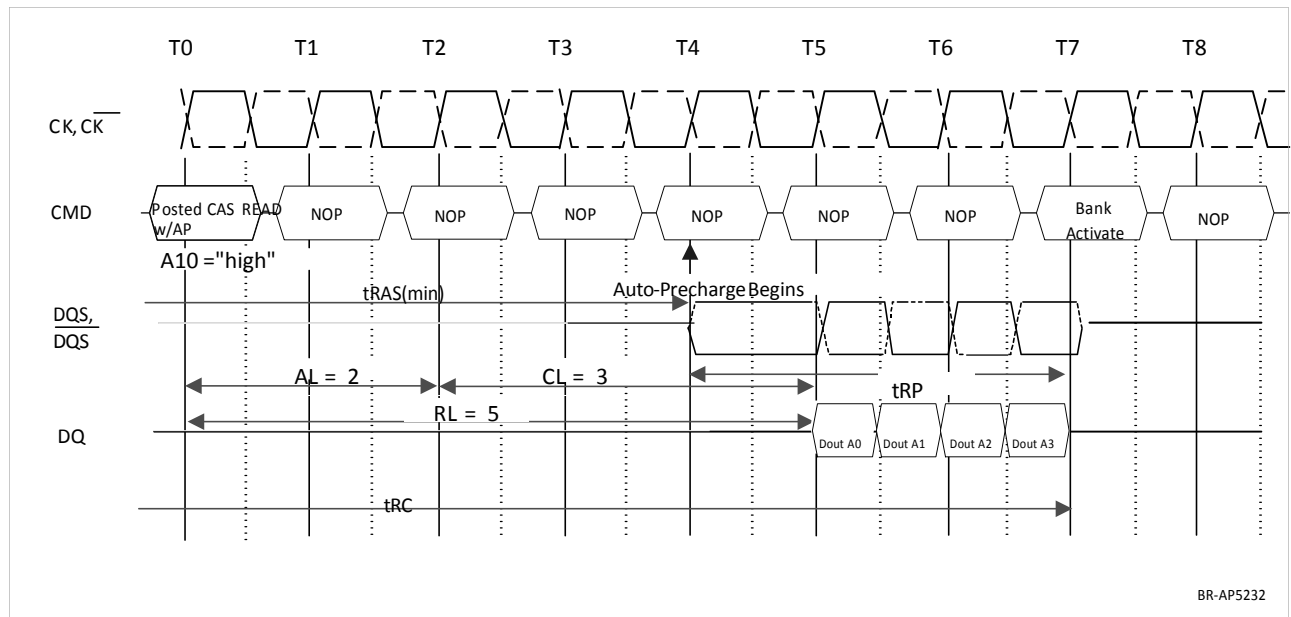 T0 T1 T2 T3 T4 T5 T6 T7 T8
CK, CK
CMD
Posted CAS READ
w/AP
NOP NOP NOP NOP NOP NOP
Bank
Activate
NOP
A10 ="high"
tRAS(min)
Auto-Precharge Begins
DQS,
DQS
AL = 2
CL = 3
tRP
RL = 5
DQ
Dout A0 Dout A1 Dout A2 Dout A3
tRC
BR-AP5232